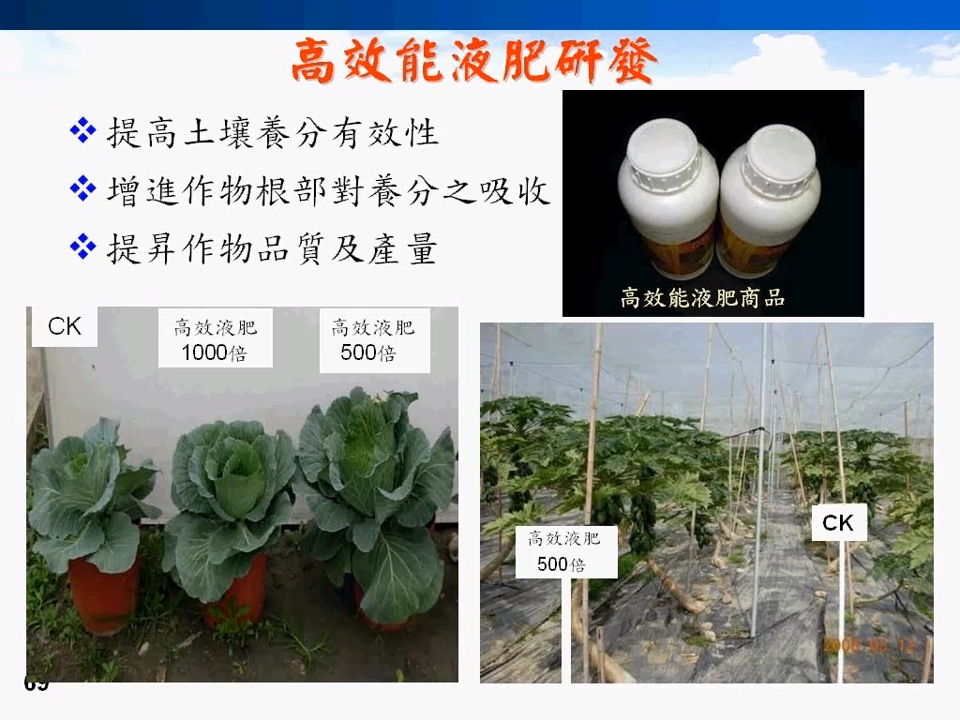 高效能液肥研發
提高土壤養分有效性
增進作物根部對養分之吸收
提昇作物品質及產量
高效能液肥商品
CK
高效液肥
1000倍
高效液肥
500倍
高效液肥
500倍
CK
69